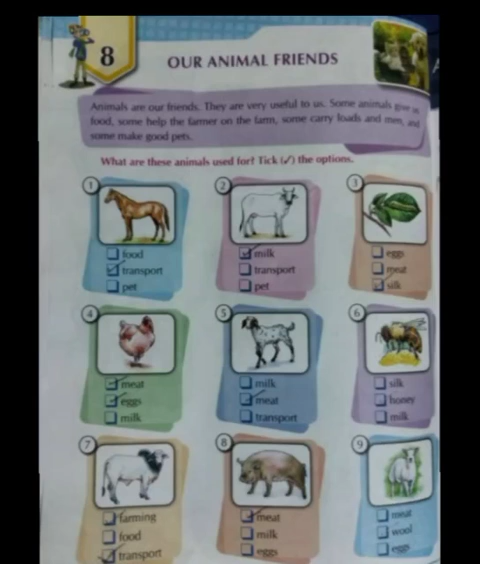 8
OUR ANIMAL FRIENDS
Animals are our friends. They are very useful to us. Some animals give us
food, some help the farmer on the farm, some carry loads and men, and
some make good pets.
What are these animals used for? Tick (✓) the options.
1
food
transport
pet
2
milk
transport
pet
3
eggs
meat
silk
4
meat
eggs
milk
5
milk
meat
transport
6
silk
honey
milk
7
farming
food
transport
8
meat
milk
eggs
9
meat
wool
eggs